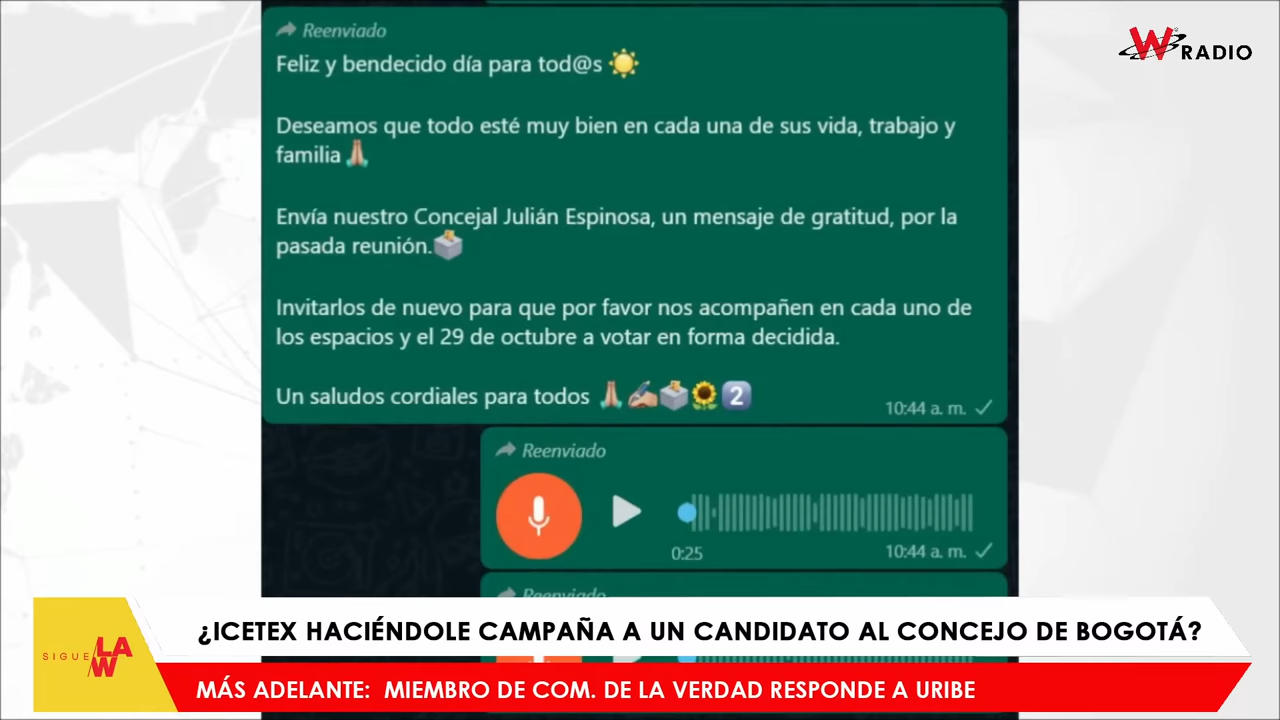 Reenviado
Feliz y bendecido día para tod@s ☀️
Deseamos que todo esté muy bien en cada una de sus vida, trabajo y
familia🙏🏼
Envía nuestro Concejal Julián Espinosa, un mensaje de gratitud, por la
pasada reunión.🗳️
Invitarlos de nuevo para que por favor nos acompañen en cada uno de
los espacios y el 29 de octubre a votar en forma decidida.
Un saludos cordiales para todos 🙏🏼✍🏼🗳️🌻2️⃣
10:44 a. m.
Reenviado
0:25
10:44 a. m.
Reenviado
W RADIO
SIGUE LA W
¿ICETEX HACIÉNDOLE CAMPAÑA A UN CANDIDATO AL CONCEJO DE BOGOTÁ?
MÁS ADELANTE: MIEMBRO DE COM. DE LA VERDAD RESPONDE A URIBE